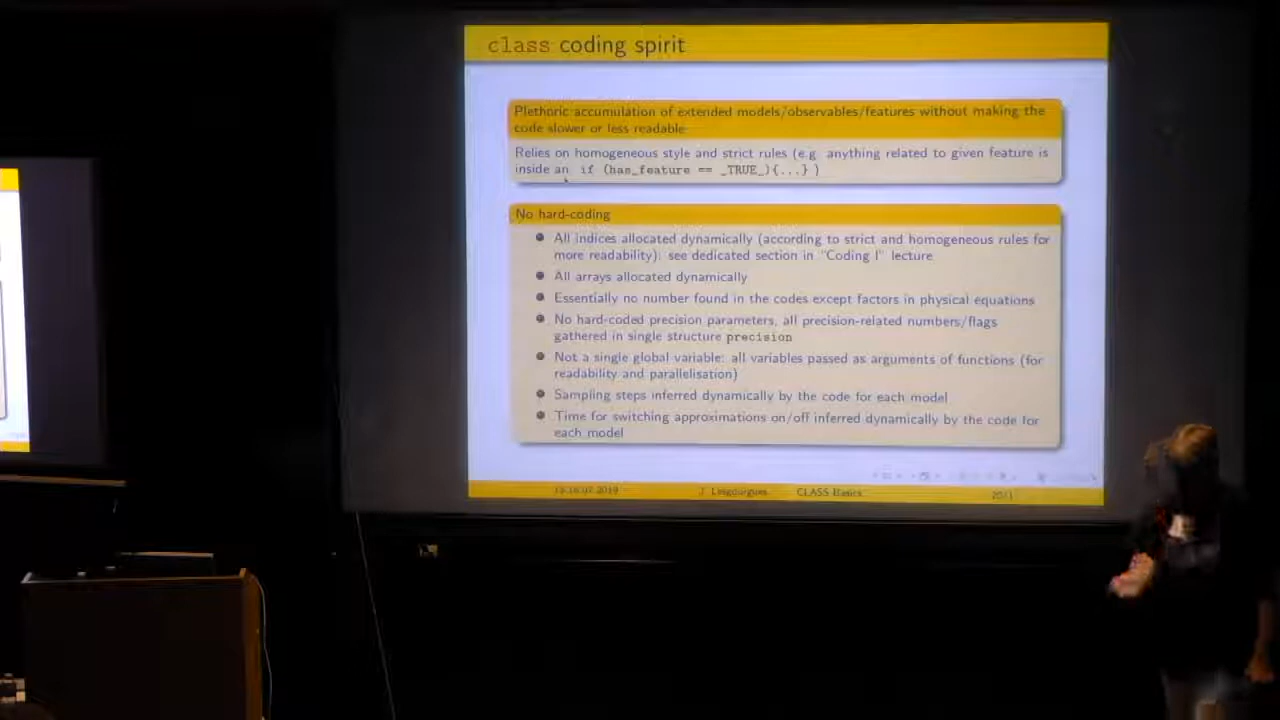 class coding spirit
Plethoric accumulation of extended models/observables/features without making the
code slower or less readable
Relies on homogeneous style and strict rules (e.g. anything related to given feature is
inside an if (has_feature == _TRUE_){...} )
No hard-coding
All indices allocated dynamically (according to strict and homogeneous rules for
more readability): see dedicated section in "Coding I" lecture
All arrays allocated dynamically
Essentially no number found in the codes except factors in physical equations
No hard-coded precision parameters, all precision-related numbers/flags
gathered in single structure precision
Not a single global variable: all variables passed as arguments of functions (for
readability and parallelisation)
Sampling steps inferred dynamically by the code for each model
Time for switching approximations on/off inferred dynamically by the code for
each model
J. Lesgourgues CLASS Basics